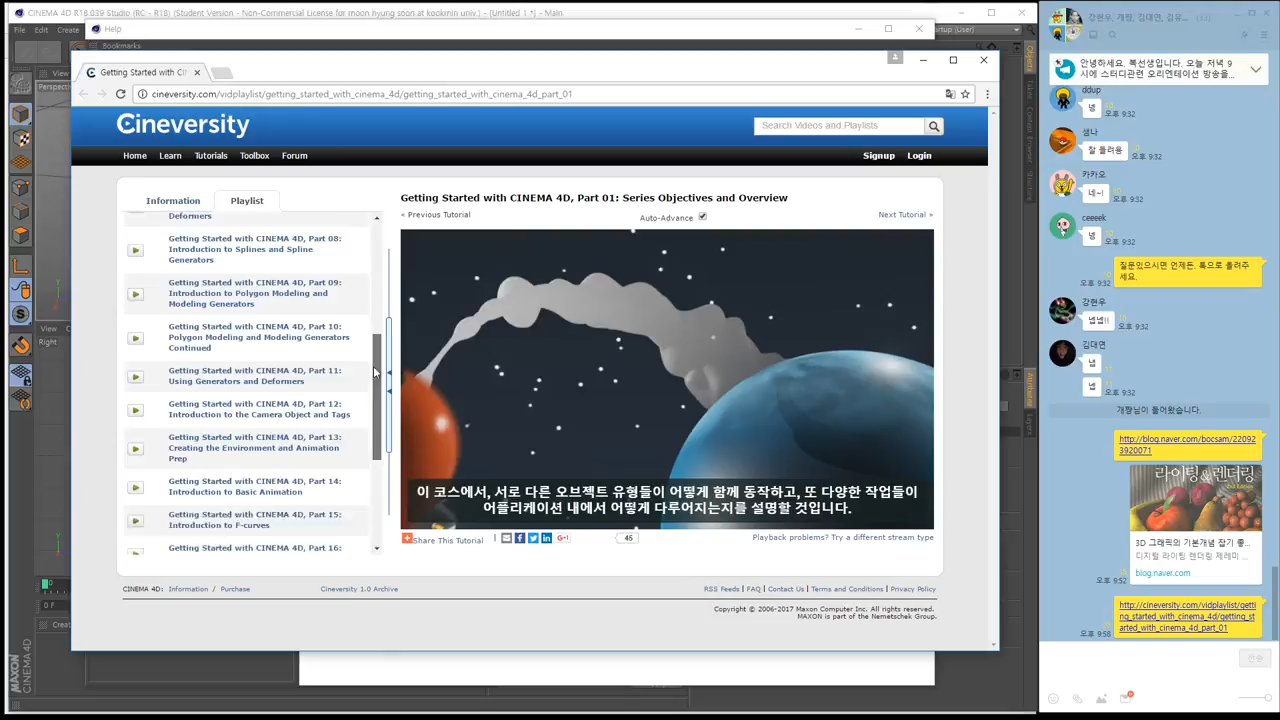 CINEMA 4D R18.039 Studio (RC - R18) (Student Version - Non-Commercial License for moon hyung soon at kookmin univ.) - [Untitled 1 *] - Main
File
Edit
Create
Help
Bookmarks
Getting Started with CI
cineversity.com/vidplaylist/getting_started_with_cinema_4d/getting_started_with_cinema_4d_part_01
Cineversity
Search Videos and Playlists
Home
Learn
Tutorials
Toolbox
Forum
Signup
Login
Information
Playlist
Deformers
Getting Started with CINEMA 4D, Part 08:
Introduction to Splines and Spline
Generators
Getting Started with CINEMA 4D, Part 09:
Introduction to Polygon Modeling and
Modeling Generators
Getting Started with CINEMA 4D, Part 10:
Polygon Modeling and Modeling Generators
Continued
Getting Started with CINEMA 4D, Part 11:
Using Generators and Deformers
Getting Started with CINEMA 4D, Part 12:
Introduction to the Camera Object and Tags
Getting Started with CINEMA 4D, Part 13:
Creating the Environment and Animation
Prep
Getting Started with CINEMA 4D, Part 14:
Introduction to Basic Animation
Getting Started with CINEMA 4D, Part 15:
Introduction to F-curves
Getting Started with CINEMA 4D, Part 16:
Getting Started with CINEMA 4D, Part 01: Series Objectives and Overview
« Previous Tutorial
Auto-Advance
Next Tutorial »
이 코스에서, 서로 다른 오브젝트 유형들이 어떻게 함께 동작하고, 또 다양한 작업들이
어플리케이션 내에서 어떻게 다루어지는지를 설명할 것입니다.
Share This Tutorial
45
Playback problems? Try a different stream type
CINEMA 4D: Information / Purchase
Cineversity 1.0 Archive
RSS Feeds | FAQ | Contact Us | Terms and Conditions | Privacy Policy
Copyright © 2006-2017 Maxon Computer Inc. All rights reserved.
MAXON is part of the Nemetschek Group.
View
Right
0 F
MAXON
CINEMA 4D
안녕하세요. 복선생입니다. 오늘 저녁 9
시에 스터디관련 오리엔테이션 방송을...
ddup
넹
오후 9:32
샘나
잘 들려용
오후 9:32
카카오
네~!
오후 9:32
ceeeek
넹
오후 9:32
질문있으시면 언제든. 톡으로 올려주
세요.
강현우
넵넵!!
오후 9:32
김대연
넵
오후 9:32
개짱님이 들어왔습니다.
http://blog.naver.com/bocsam/22092
3920071
라이팅&렌더링
3D 그래픽의 기본개념 잡기 좋...
디지털 라이팅 렌더링 제레미 ...
blog.naver.com
오후 9:52
http://cineversity.com/vidplaylist/getti
ng_started_with_cinema_4d/getting_st
arted_with_cinema_4d_part_01
오후 9:58
전송